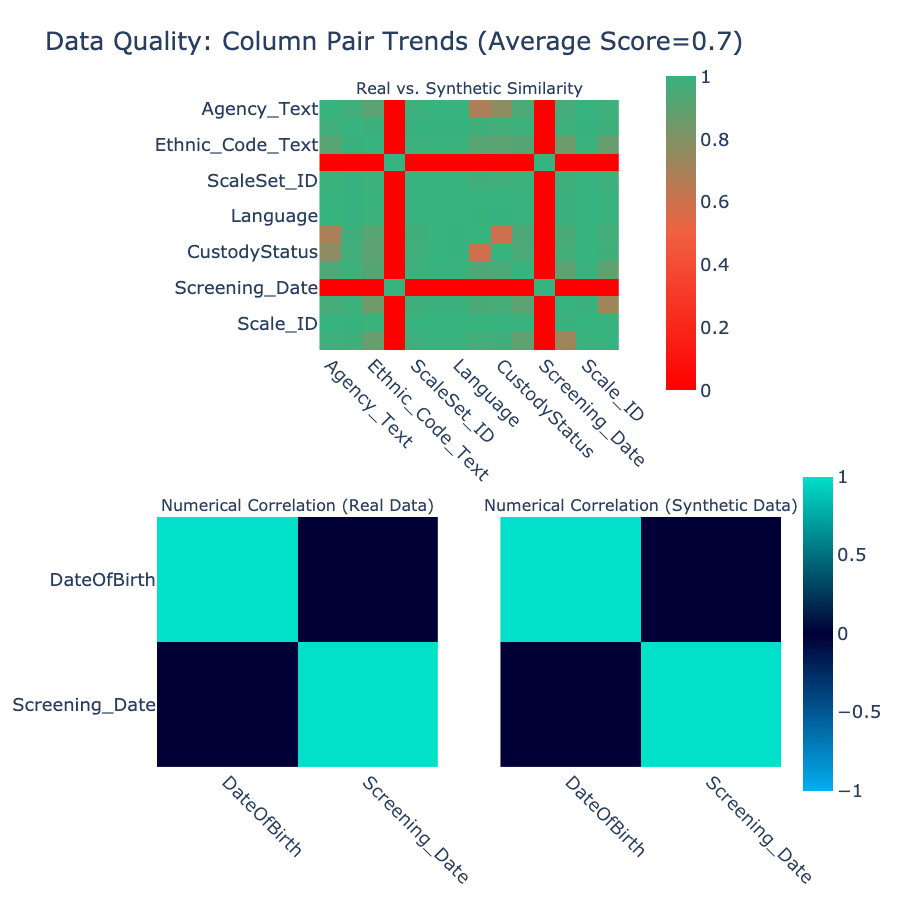 Data Quality: Column Pair Trends (Average Score=0.7)
Real vs. Synthetic Similarity
Agency_Text
Ethnic_Code_Text
ScaleSet_ID
Language
CustodyStatus
Screening_Date
Scale_ID
Agency_Text
Ethnic_Code_Text
ScaleSet_ID
Language
CustodyStatus
Screening_Date
Scale_ID
1
0.8
0.6
0.4
0.2
0
Numerical Correlation (Real Data)
Numerical Correlation (Synthetic Data)
DateOfBirth
Screening_Date
DateOfBirth
Screening_Date
DateOfBirth
Screening_Date
1
0.5
0
−0.5
−1